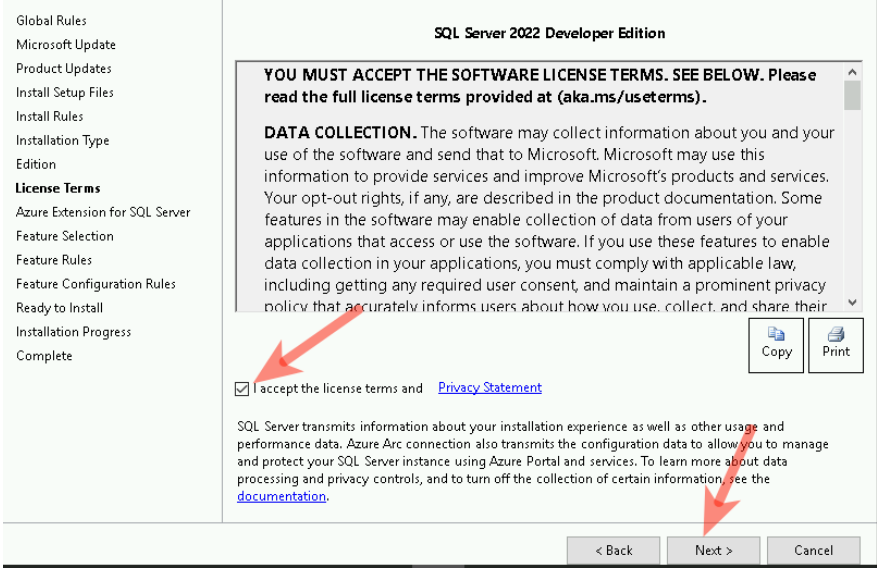 Global Rules
Microsoft Update
Product Updates
Install Setup Files
Install Rules
Installation Type
Edition
License Terms
Azure Extension for SQL Server
Feature Selection
Feature Rules
Feature Configuration Rules
Ready to Install
Installation Progress
Complete
SQL Server 2022 Developer Edition
YOU MUST ACCEPT THE SOFTWARE LICENSE TERMS. SEE BELOW. Please
read the full license terms provided at (aka.ms/useterms).
DATA COLLECTION. The software may collect information about you and your
use of the software and send that to Microsoft. Microsoft may use this
information to provide services and improve Microsoft's products and services.
Your opt-out rights, if any, are described in the product documentation. Some
features in the software may enable collection of data from users of your
applications that access or use the software. If you use these features to enable
data collection in your applications, you must comply with applicable law,
including getting any required user consent, and maintain a prominent privacy
policy that accurately informs users about how you use, collect, and share their
Copy
Print
I accept the license terms and Privacy Statement
SQL Server transmits information about your installation experience as well as other usage and
performance data. Azure Arc connection also transmits the configuration data to allow you to manage
and protect your SQL Server instance using Azure Portal and services. To learn more about data
processing and privacy controls, and to turn off the collection of certain information, see the
documentation.
< Back
Next >
Cancel